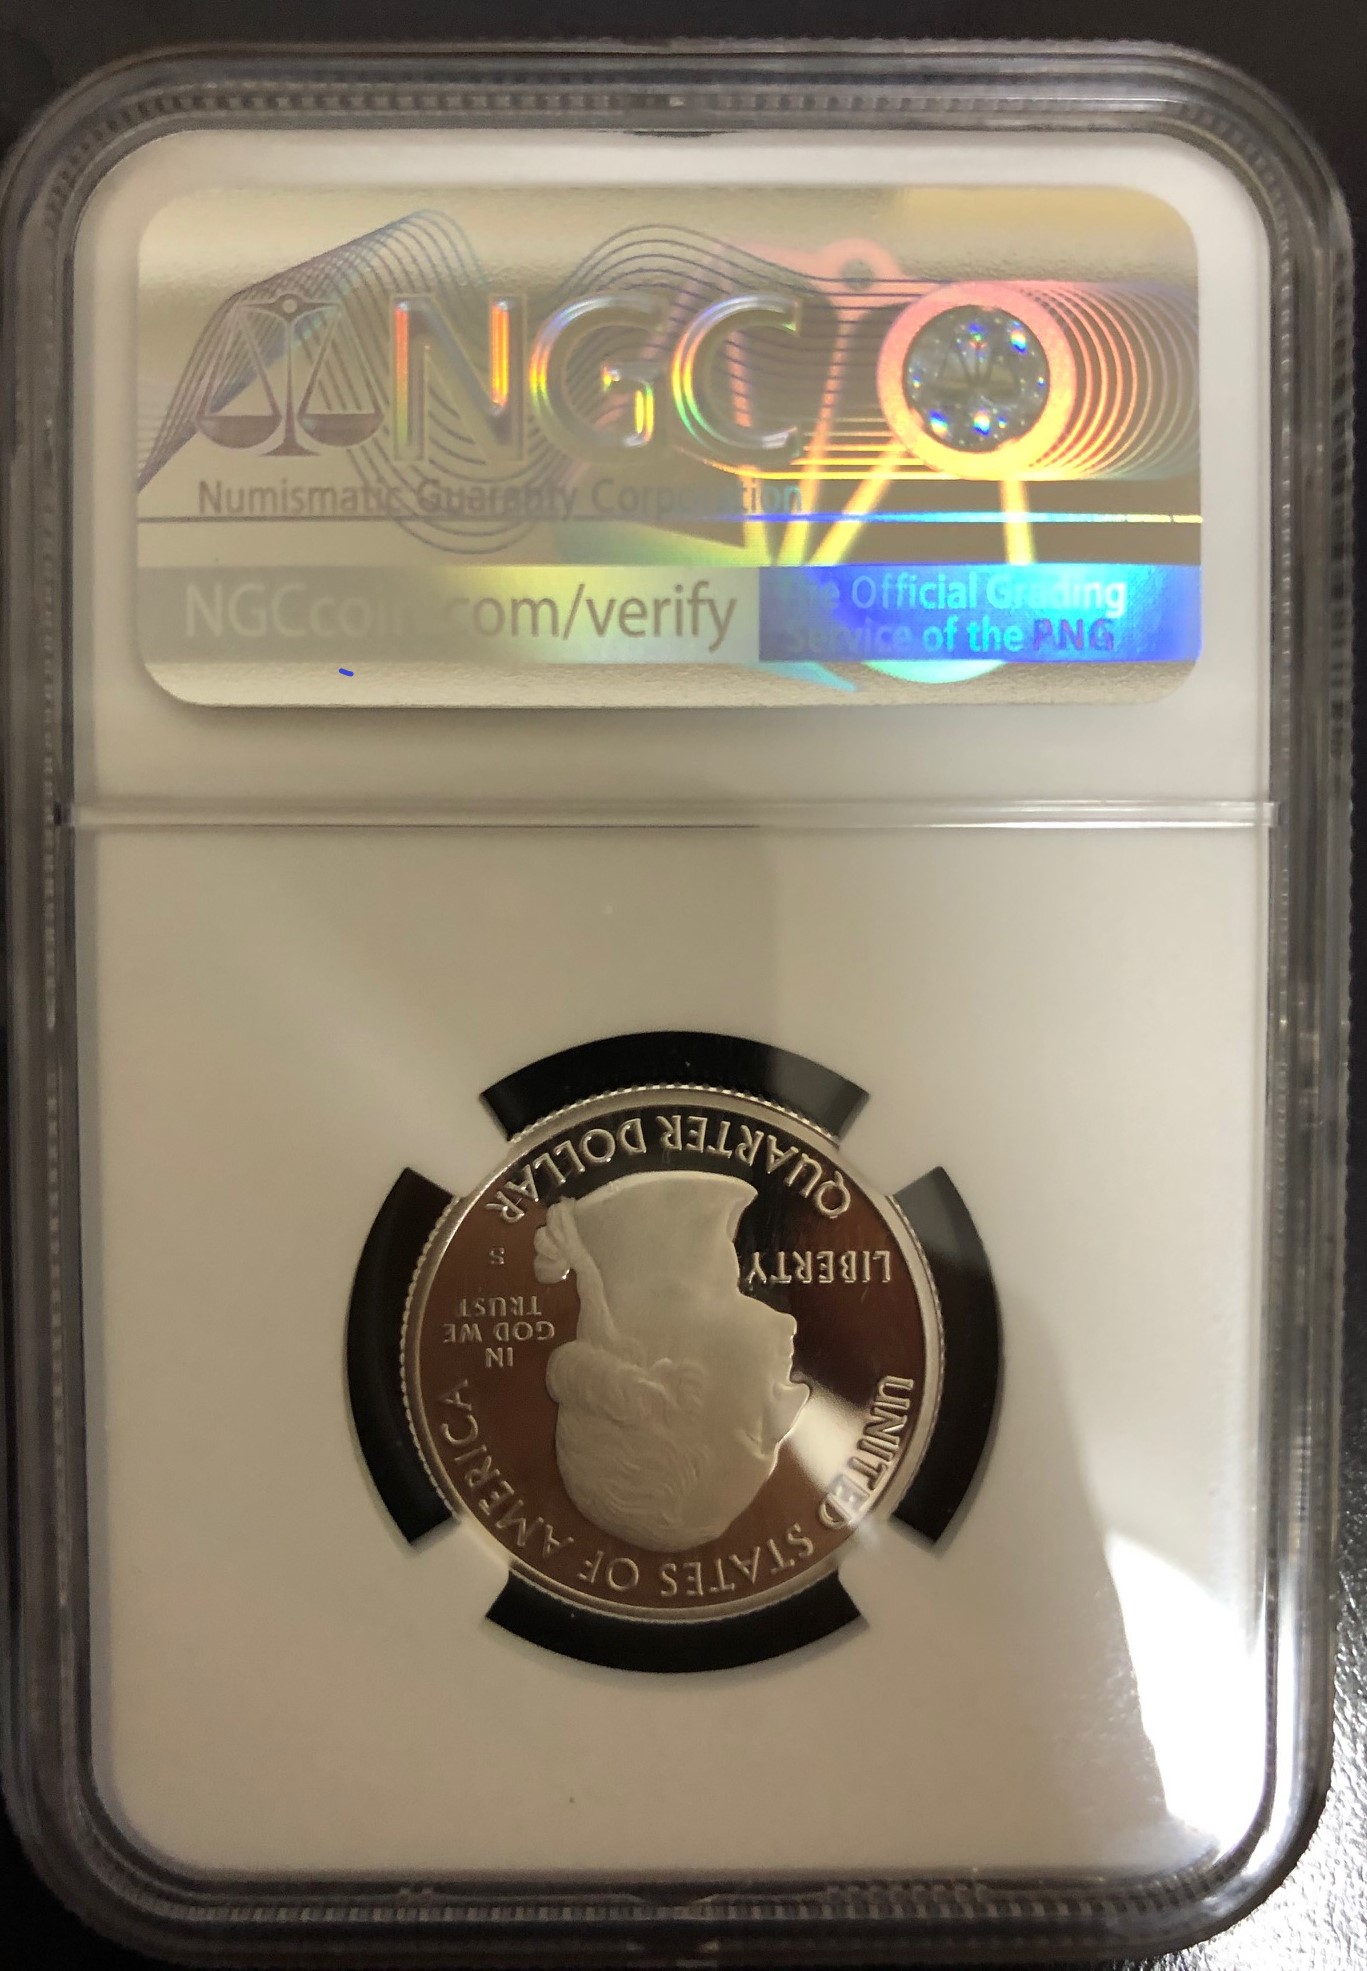 NGC
Numismatic Guaranty Corporation
NGCcoin.com/verify
The Official Grading
Service of the PNG
UNITED STATES OF AMERICA
LIBERTY
IN
GOD WE
TRUST
S
QUARTER DOLLAR